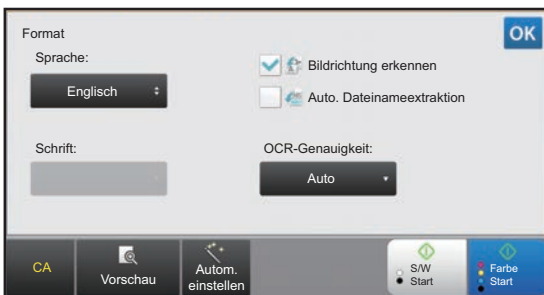 Format
OK
Sprache:
Bildrichtung erkennen
Englisch
Auto. Dateinameextraktion
Schrift:
OCR-Genauigkeit:
Auto
CA
Vorschau
Autom.
einstellen
S/W
Start
Farbe
Start